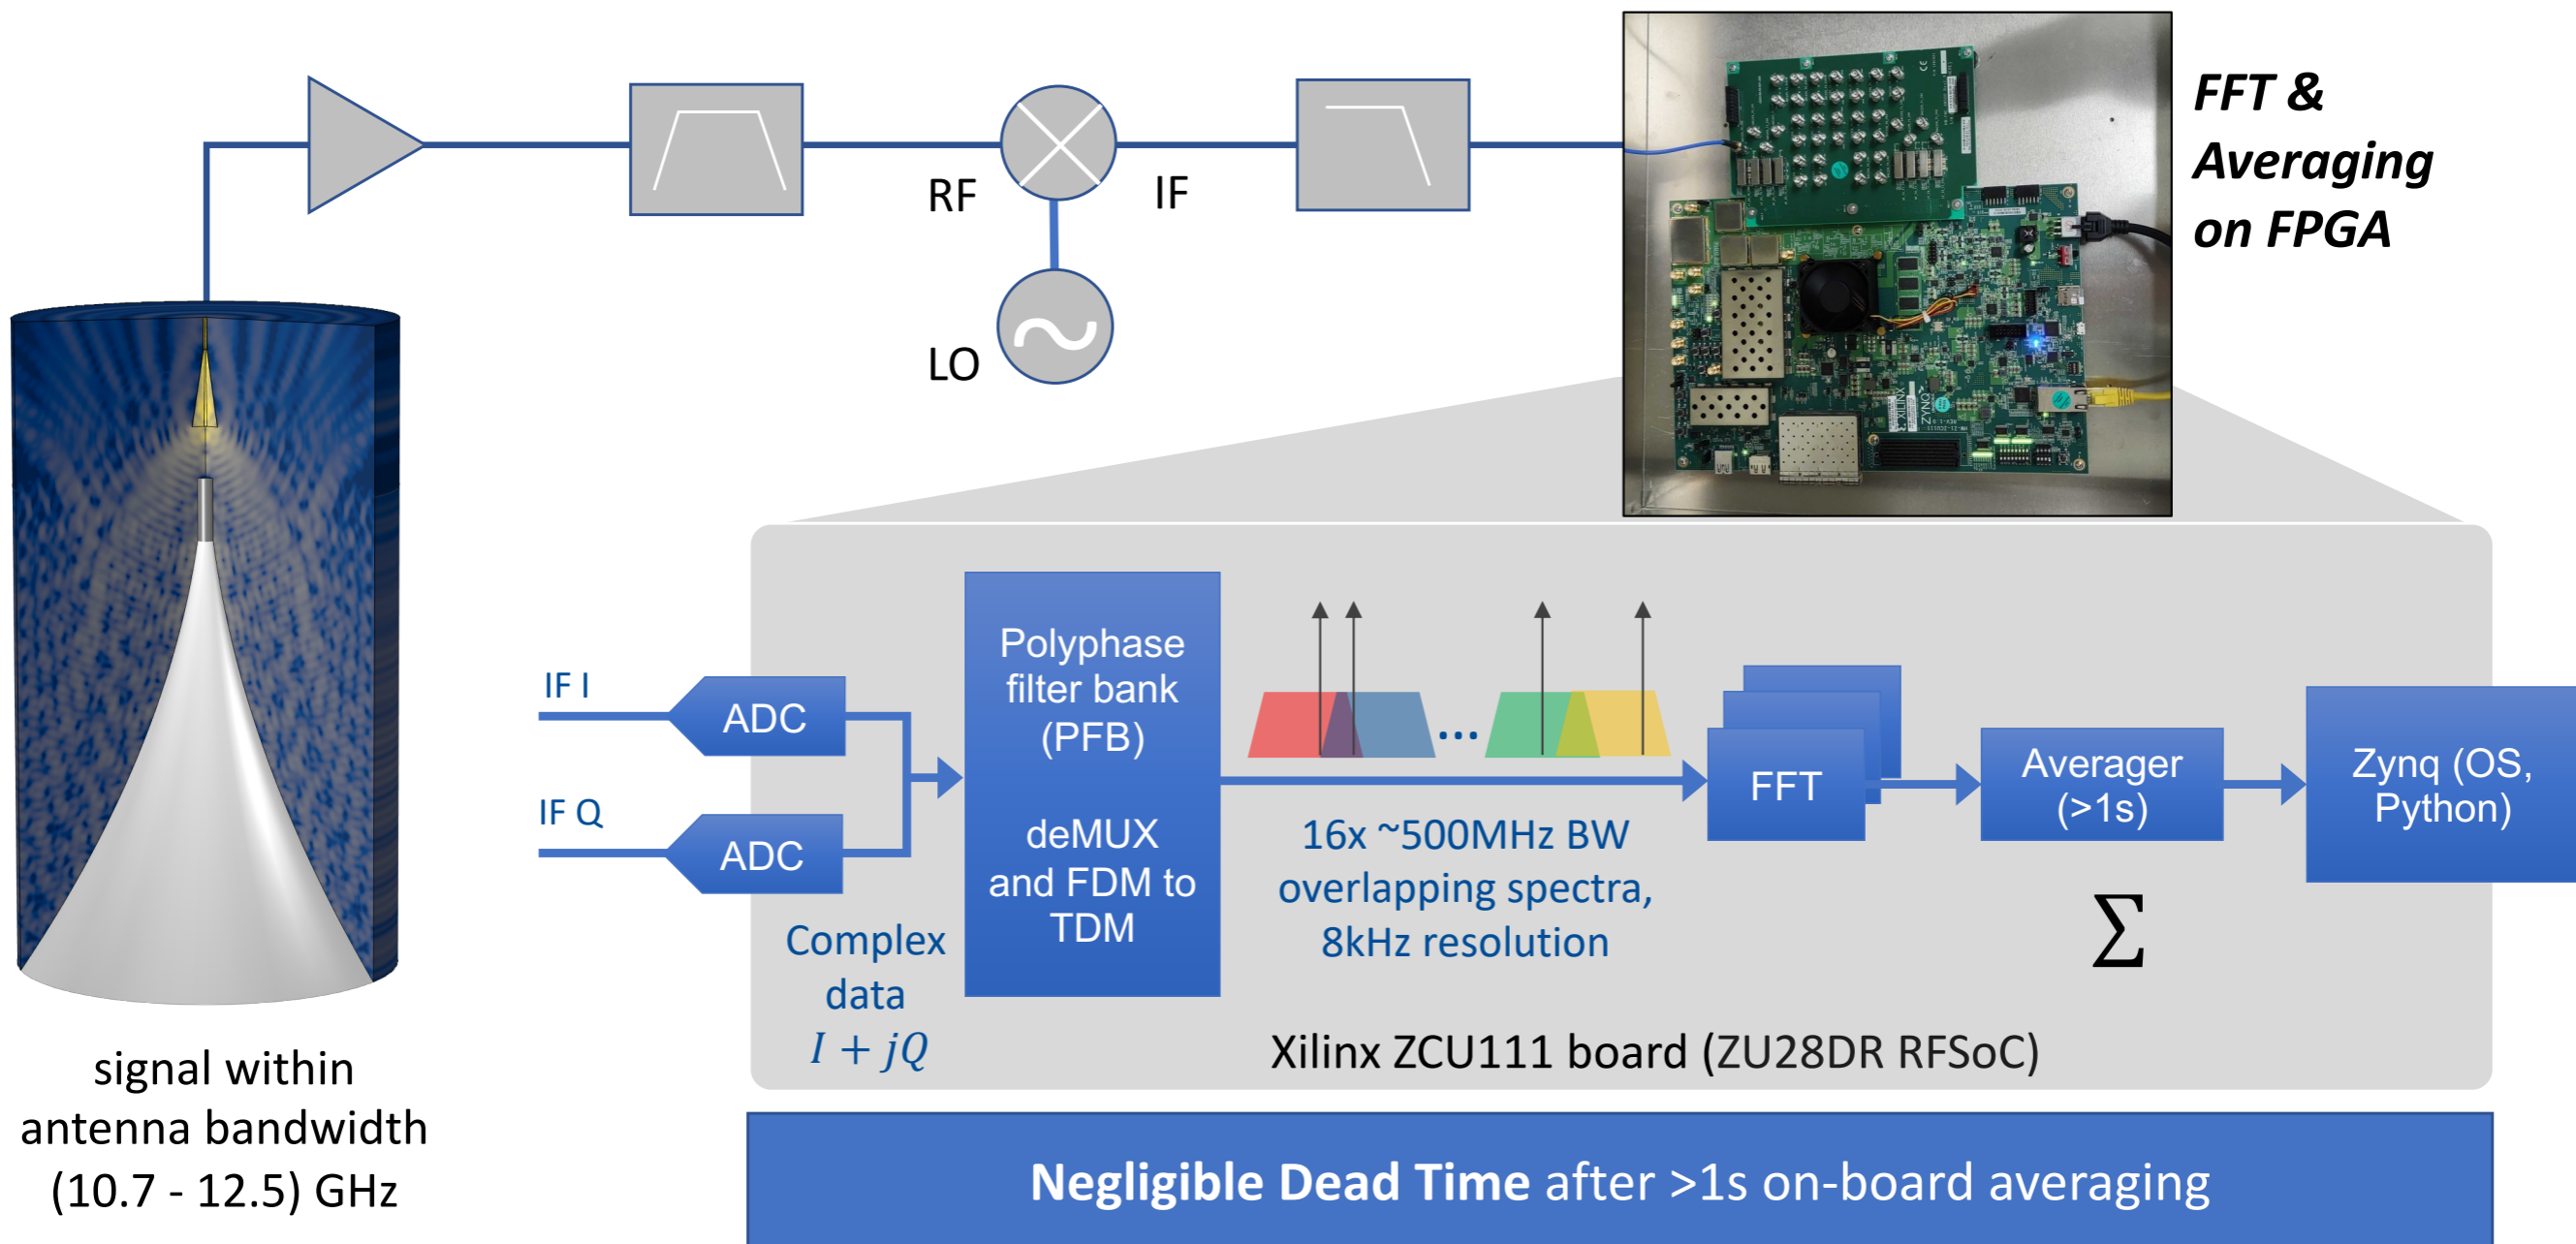 FFT &
Averaging
on FPGA
RF
IF
LO
XILINX
ZYNQ
IF I
ADC
IF Q
ADC
Complex
data
I + jQ
Polyphase
filter bank
(PFB)
deMUX
and FDM to
TDM
...
16x ~500MHz BW
overlapping spectra,
8kHz resolution
FFT
Averager
(>1s)
∑
Zynq (OS,
Python)
Xilinx ZCU111 board (ZU28DR RFSoC)
signal within
antenna bandwidth
(10.7 - 12.5) GHz
Negligible Dead Time after >1s on-board averaging